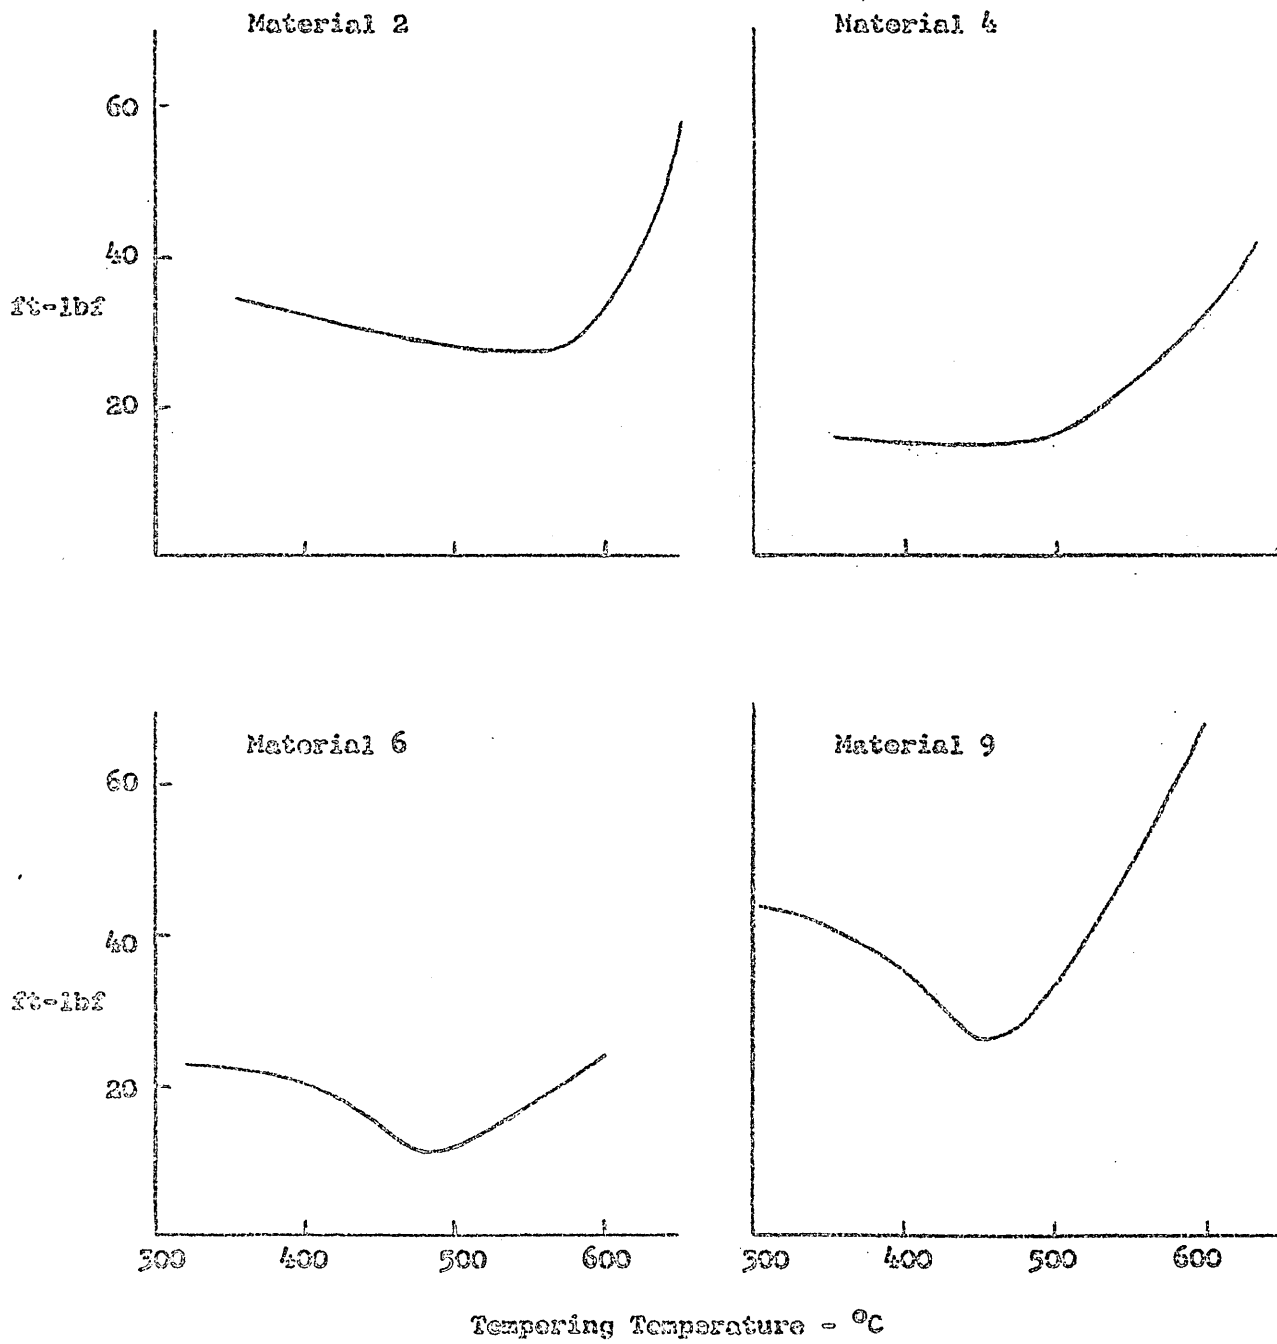 Material 2
Material 4
60
40
ft-lbf
20
Material 6
Material 9
60
40
ft-lbf
20
300 400 500 600 300 400 500 600
Tempering Temperature - °C